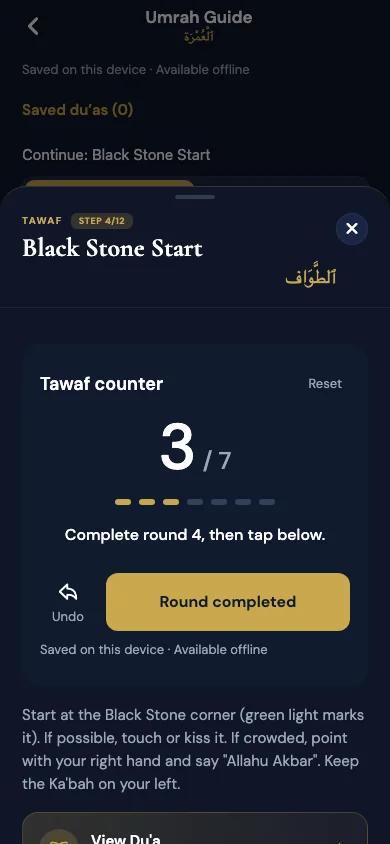 Umrah Guide
ٱلْعُمْرَة
Saved on this device · Available offline
Saved du‘as (0)
Continue: Black Stone Start
TAWAF STEP 4/12
Black Stone Start
ٱلطَّوَاف
Tawaf counter Reset
3 / 7
Complete round 4, then tap below.
Undo Round completed
Saved on this device · Available offline
Start at the Black Stone corner (green light marks
it). If possible, touch or kiss it. If crowded, point
with your right hand and say "Allahu Akbar". Keep
the Ka'bah on your left.
View Du'a